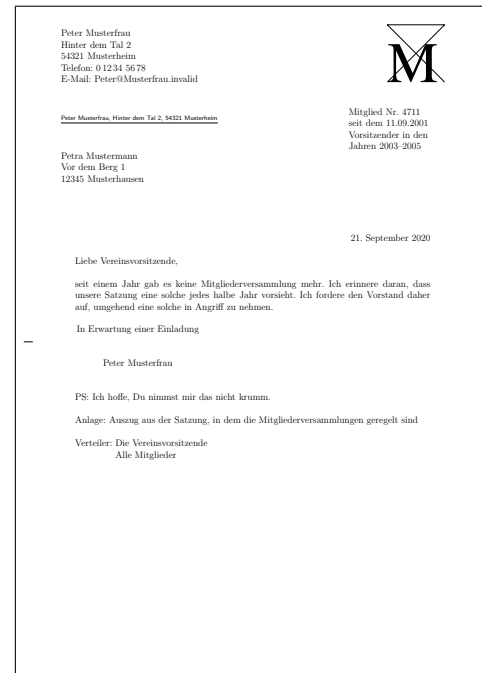 Peter Musterfrau
Hinter dem Tal 2
54321 Musterheim
Telefon: 0 12 34 56 78
E-Mail: Peter@Musterfrau.invalid
M
Peter Musterfrau, Hinter dem Tal 2, 54321 Musterheim
Mitglied Nr. 4711
seit dem 11.09.2001
Vorsitzender in den
Jahren 2003–2005
Petra Mustermann
Vor dem Berg 1
12345 Musterhausen
21. September 2020
Liebe Vereinsvorsitzende,
seit einem Jahr gab es keine Mitgliederversammlung mehr. Ich erinnere daran, dass
unsere Satzung eine solche jedes halbe Jahr vorsieht. Ich fordere den Vorstand daher
auf, umgehend eine solche in Angriff zu nehmen.
In Erwartung einer Einladung
Peter Musterfrau
PS: Ich hoffe, Du nimmst mir das nicht krumm.
Anlage: Auszug aus der Satzung, in dem die Mitgliederversammlungen geregelt sind
Verteiler: Die Vereinsvorsitzende
Alle Mitglieder